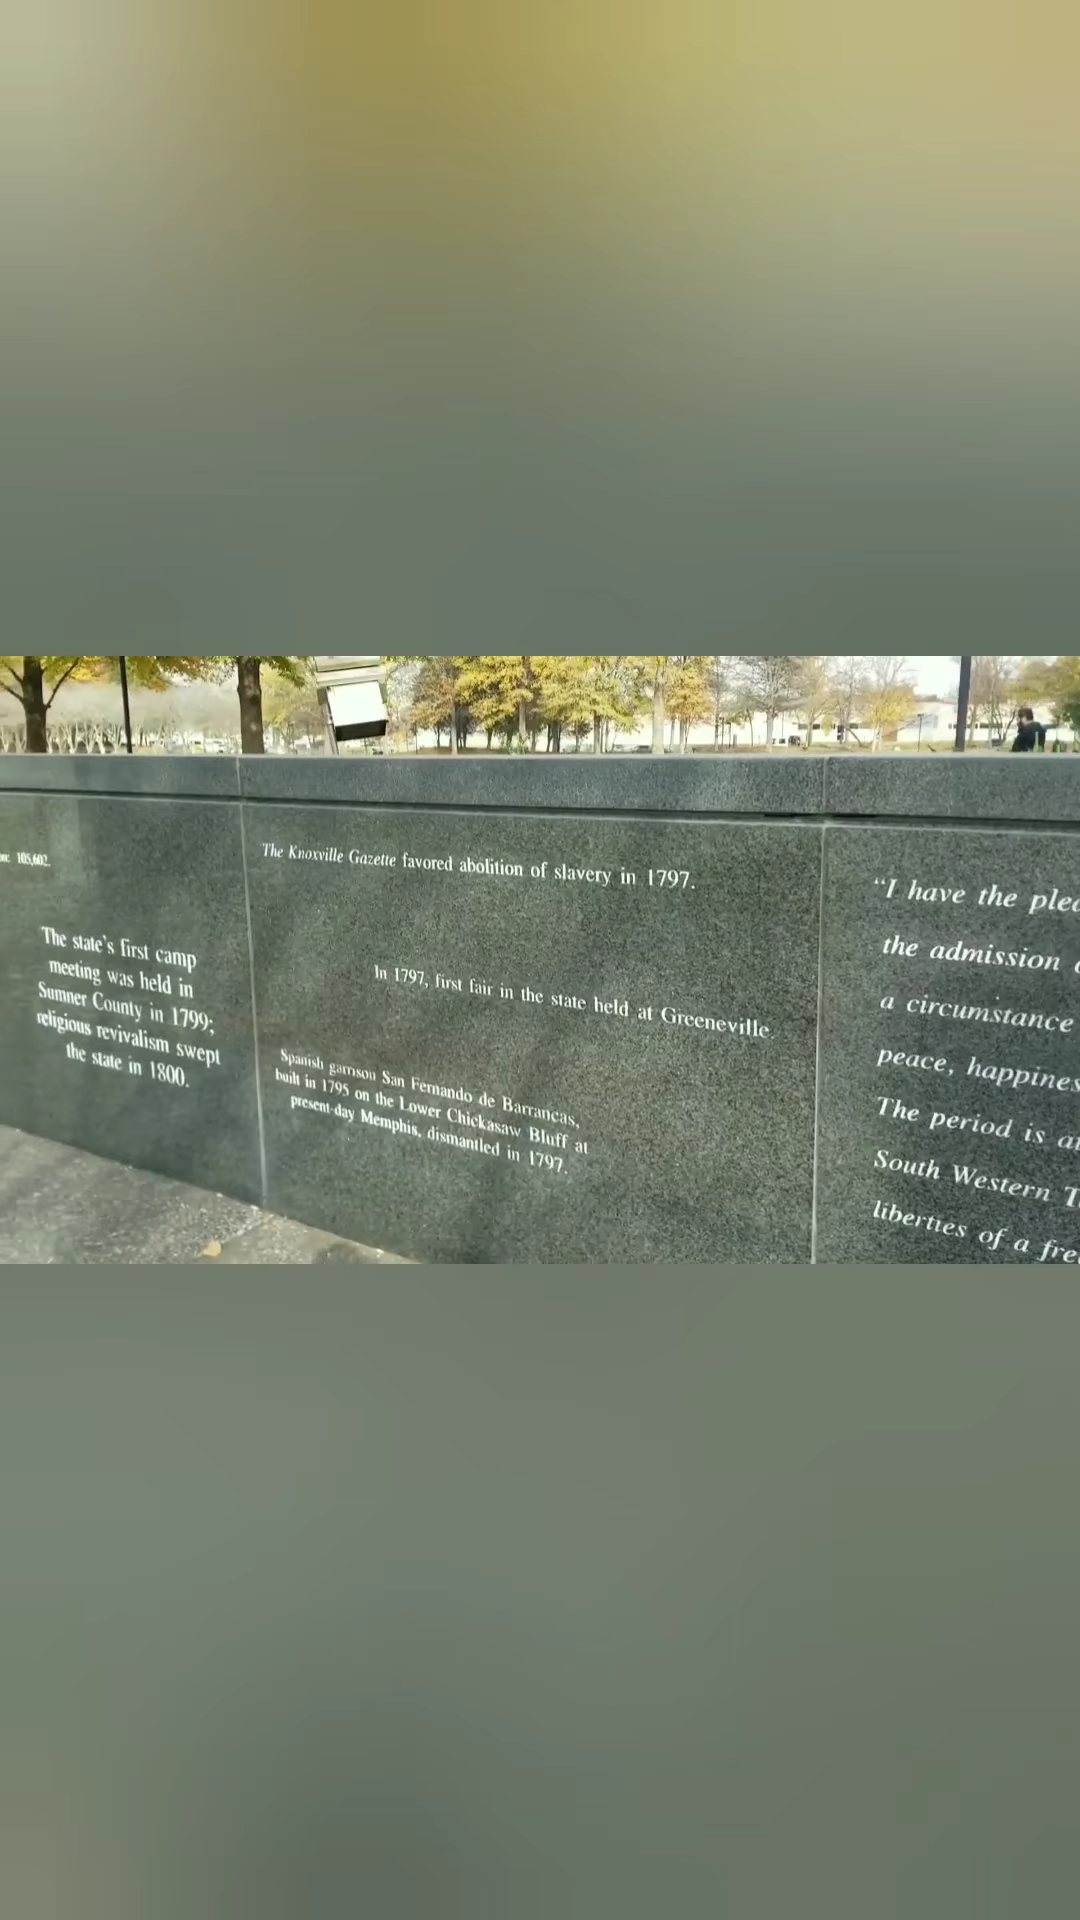 105,602.
The state's first camp
meeting was held in
Sumner County in 1799;
religious revivalism swept
the state in 1800.
The Knoxville Gazette favored abolition of slavery in 1797.
In 1797, first fair in the state held at Greeneville.
Spanish garrison San Fernando de Barrancas,
built in 1795 on the Lower Chickasaw Bluff at
present-day Memphis, dismantled in 1797.
"I have the
the admission
a circumstance
peace,
The period is
South Western
liberties of a